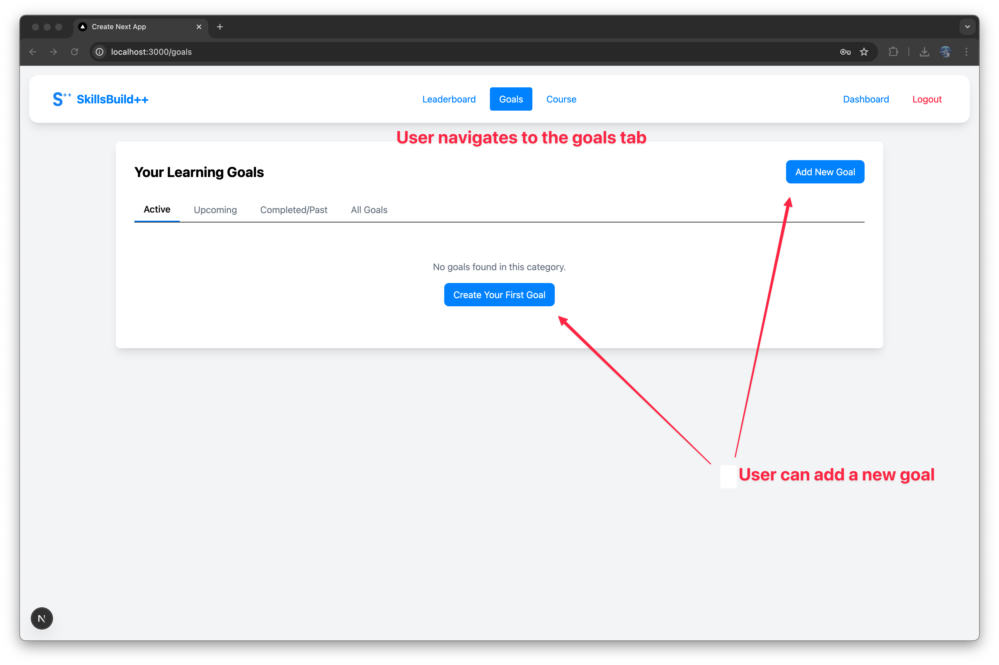 Create Next App
localhost:3000/goals
S++ SkillsBuild++
Leaderboard
Goals
Course
Dashboard
Logout
User navigates to the goals tab
Your Learning Goals
Add New Goal
Active
Upcoming
Completed/Past
All Goals
No goals found in this category.
Create Your First Goal
User can add a new goal
N